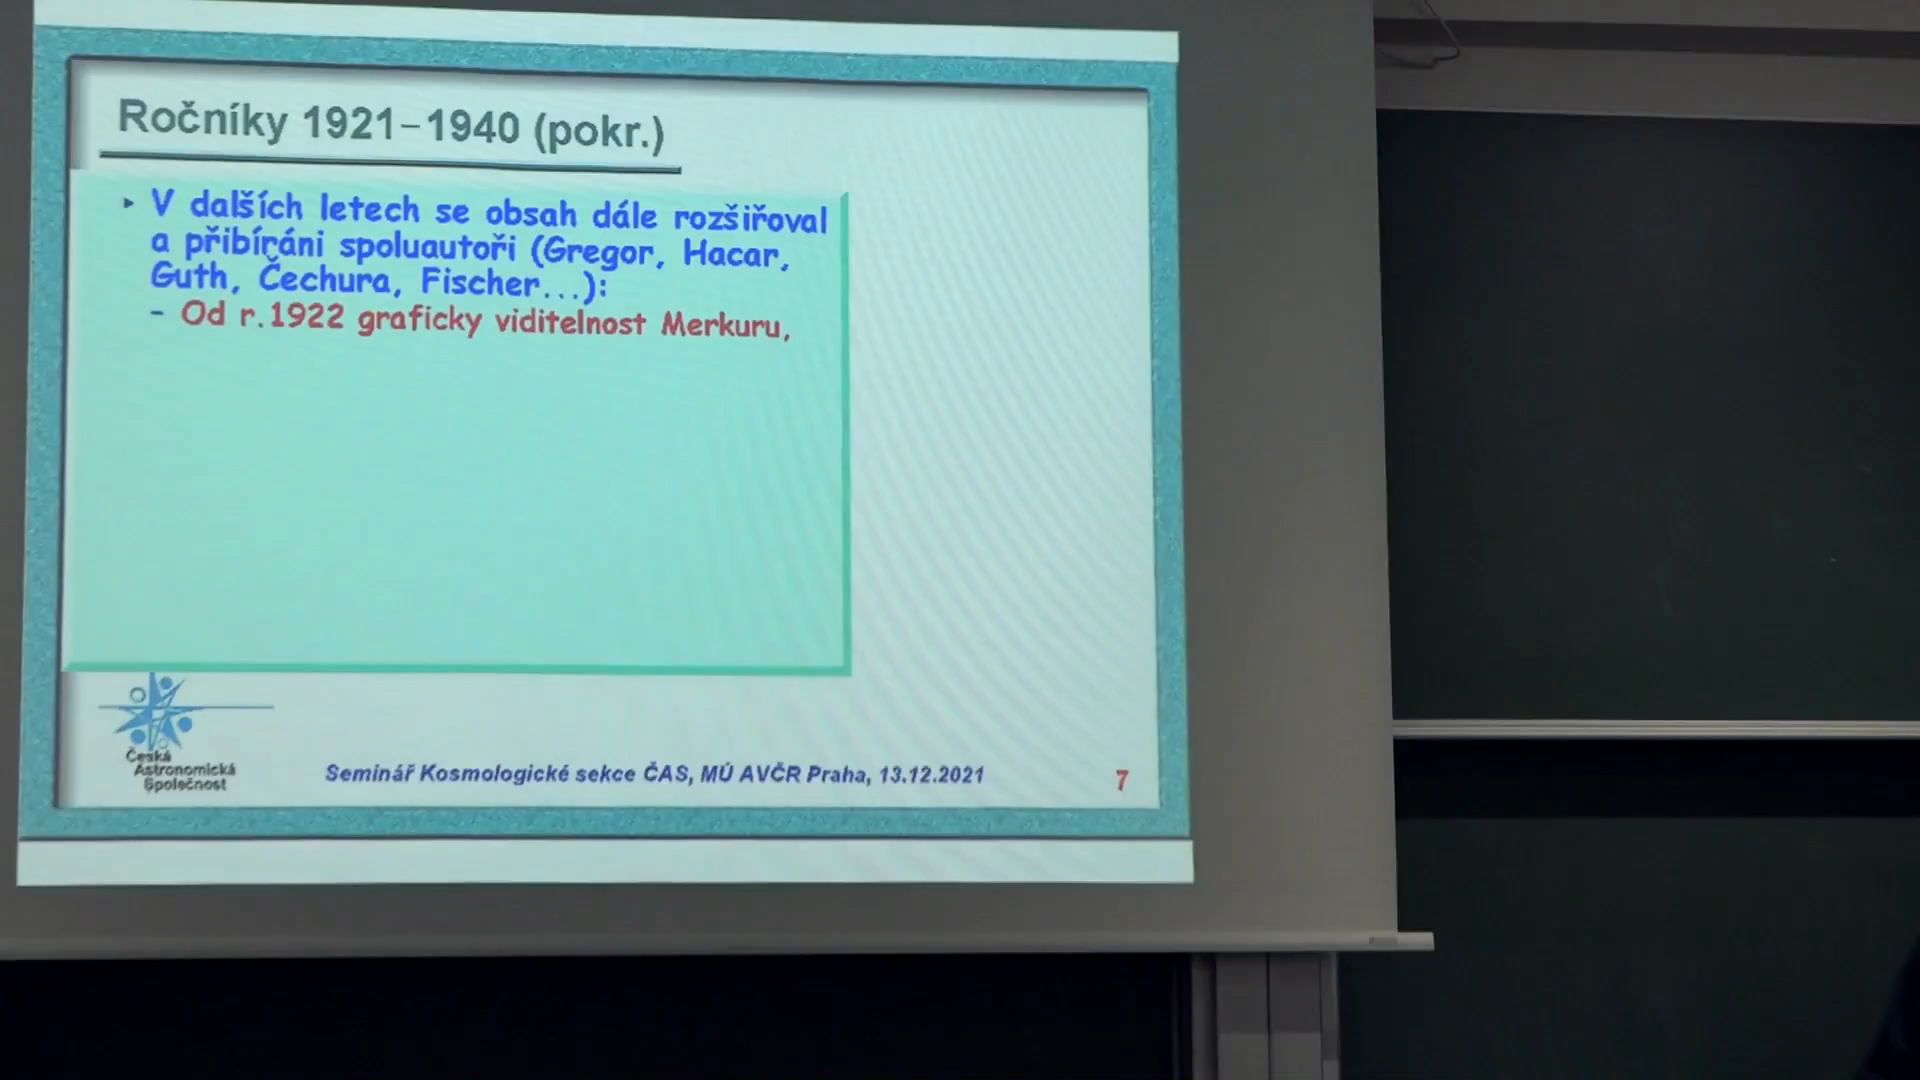 Ročníky 1921–1940 (pokr.)
V dalších letech se obsah dále rozšiřoval
a přibíráni spoluautoři (Gregor, Hacar,
Guth, Čechura, Fischer...):
- Od r.1922 graficky viditelnost Merkuru,
Česká
Astronomická
Společnost
Seminář Kosmologické sekce ČAS, MÚ AVČR Praha, 13.12.2021
7